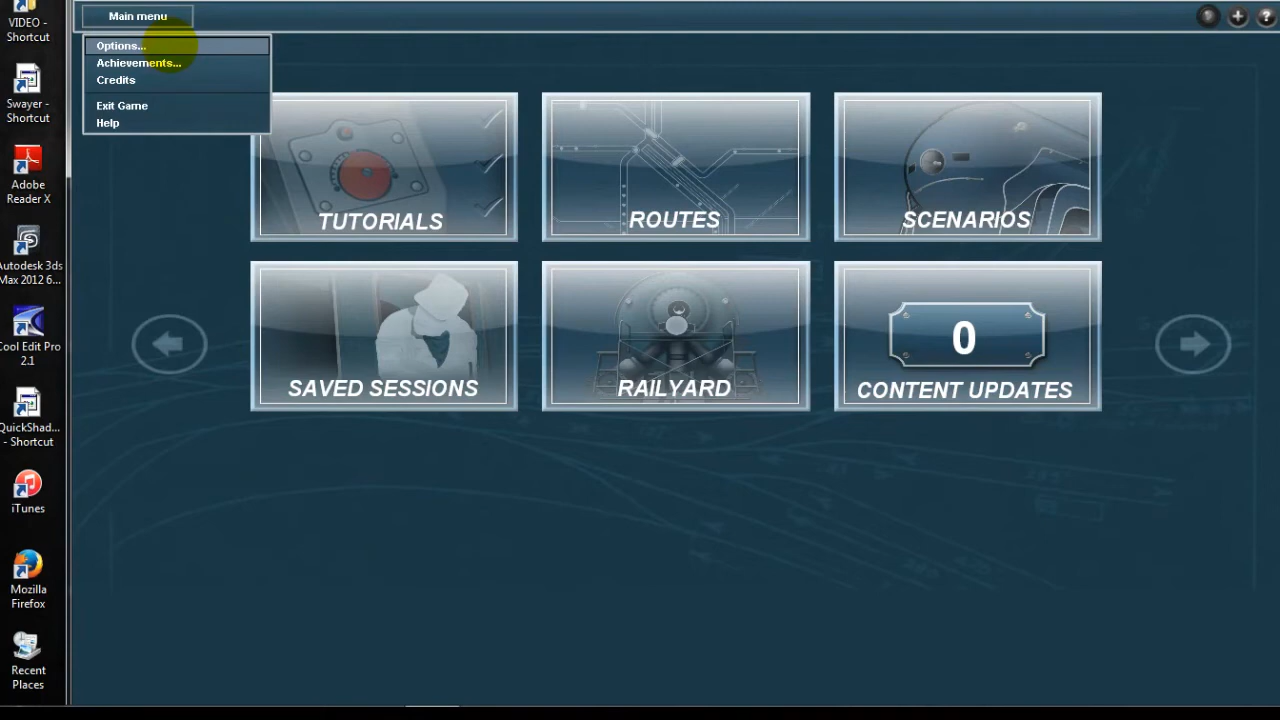 VIDEO -
Shortcut
Swayer -
Shortcut
Adobe
Reader X
Autodesk 3ds
Max 2012 6...
Cool Edit Pro
2.1
QuickShad...
- Shortcut
iTunes
Mozilla
Firefox
Recent
Places
Main menu
Options...
Achievements...
Credits
Exit Game
Help
TUTORIALS
ROUTES
SCENARIOS
SAVED SESSIONS
RAILYARD
0
CONTENT UPDATES